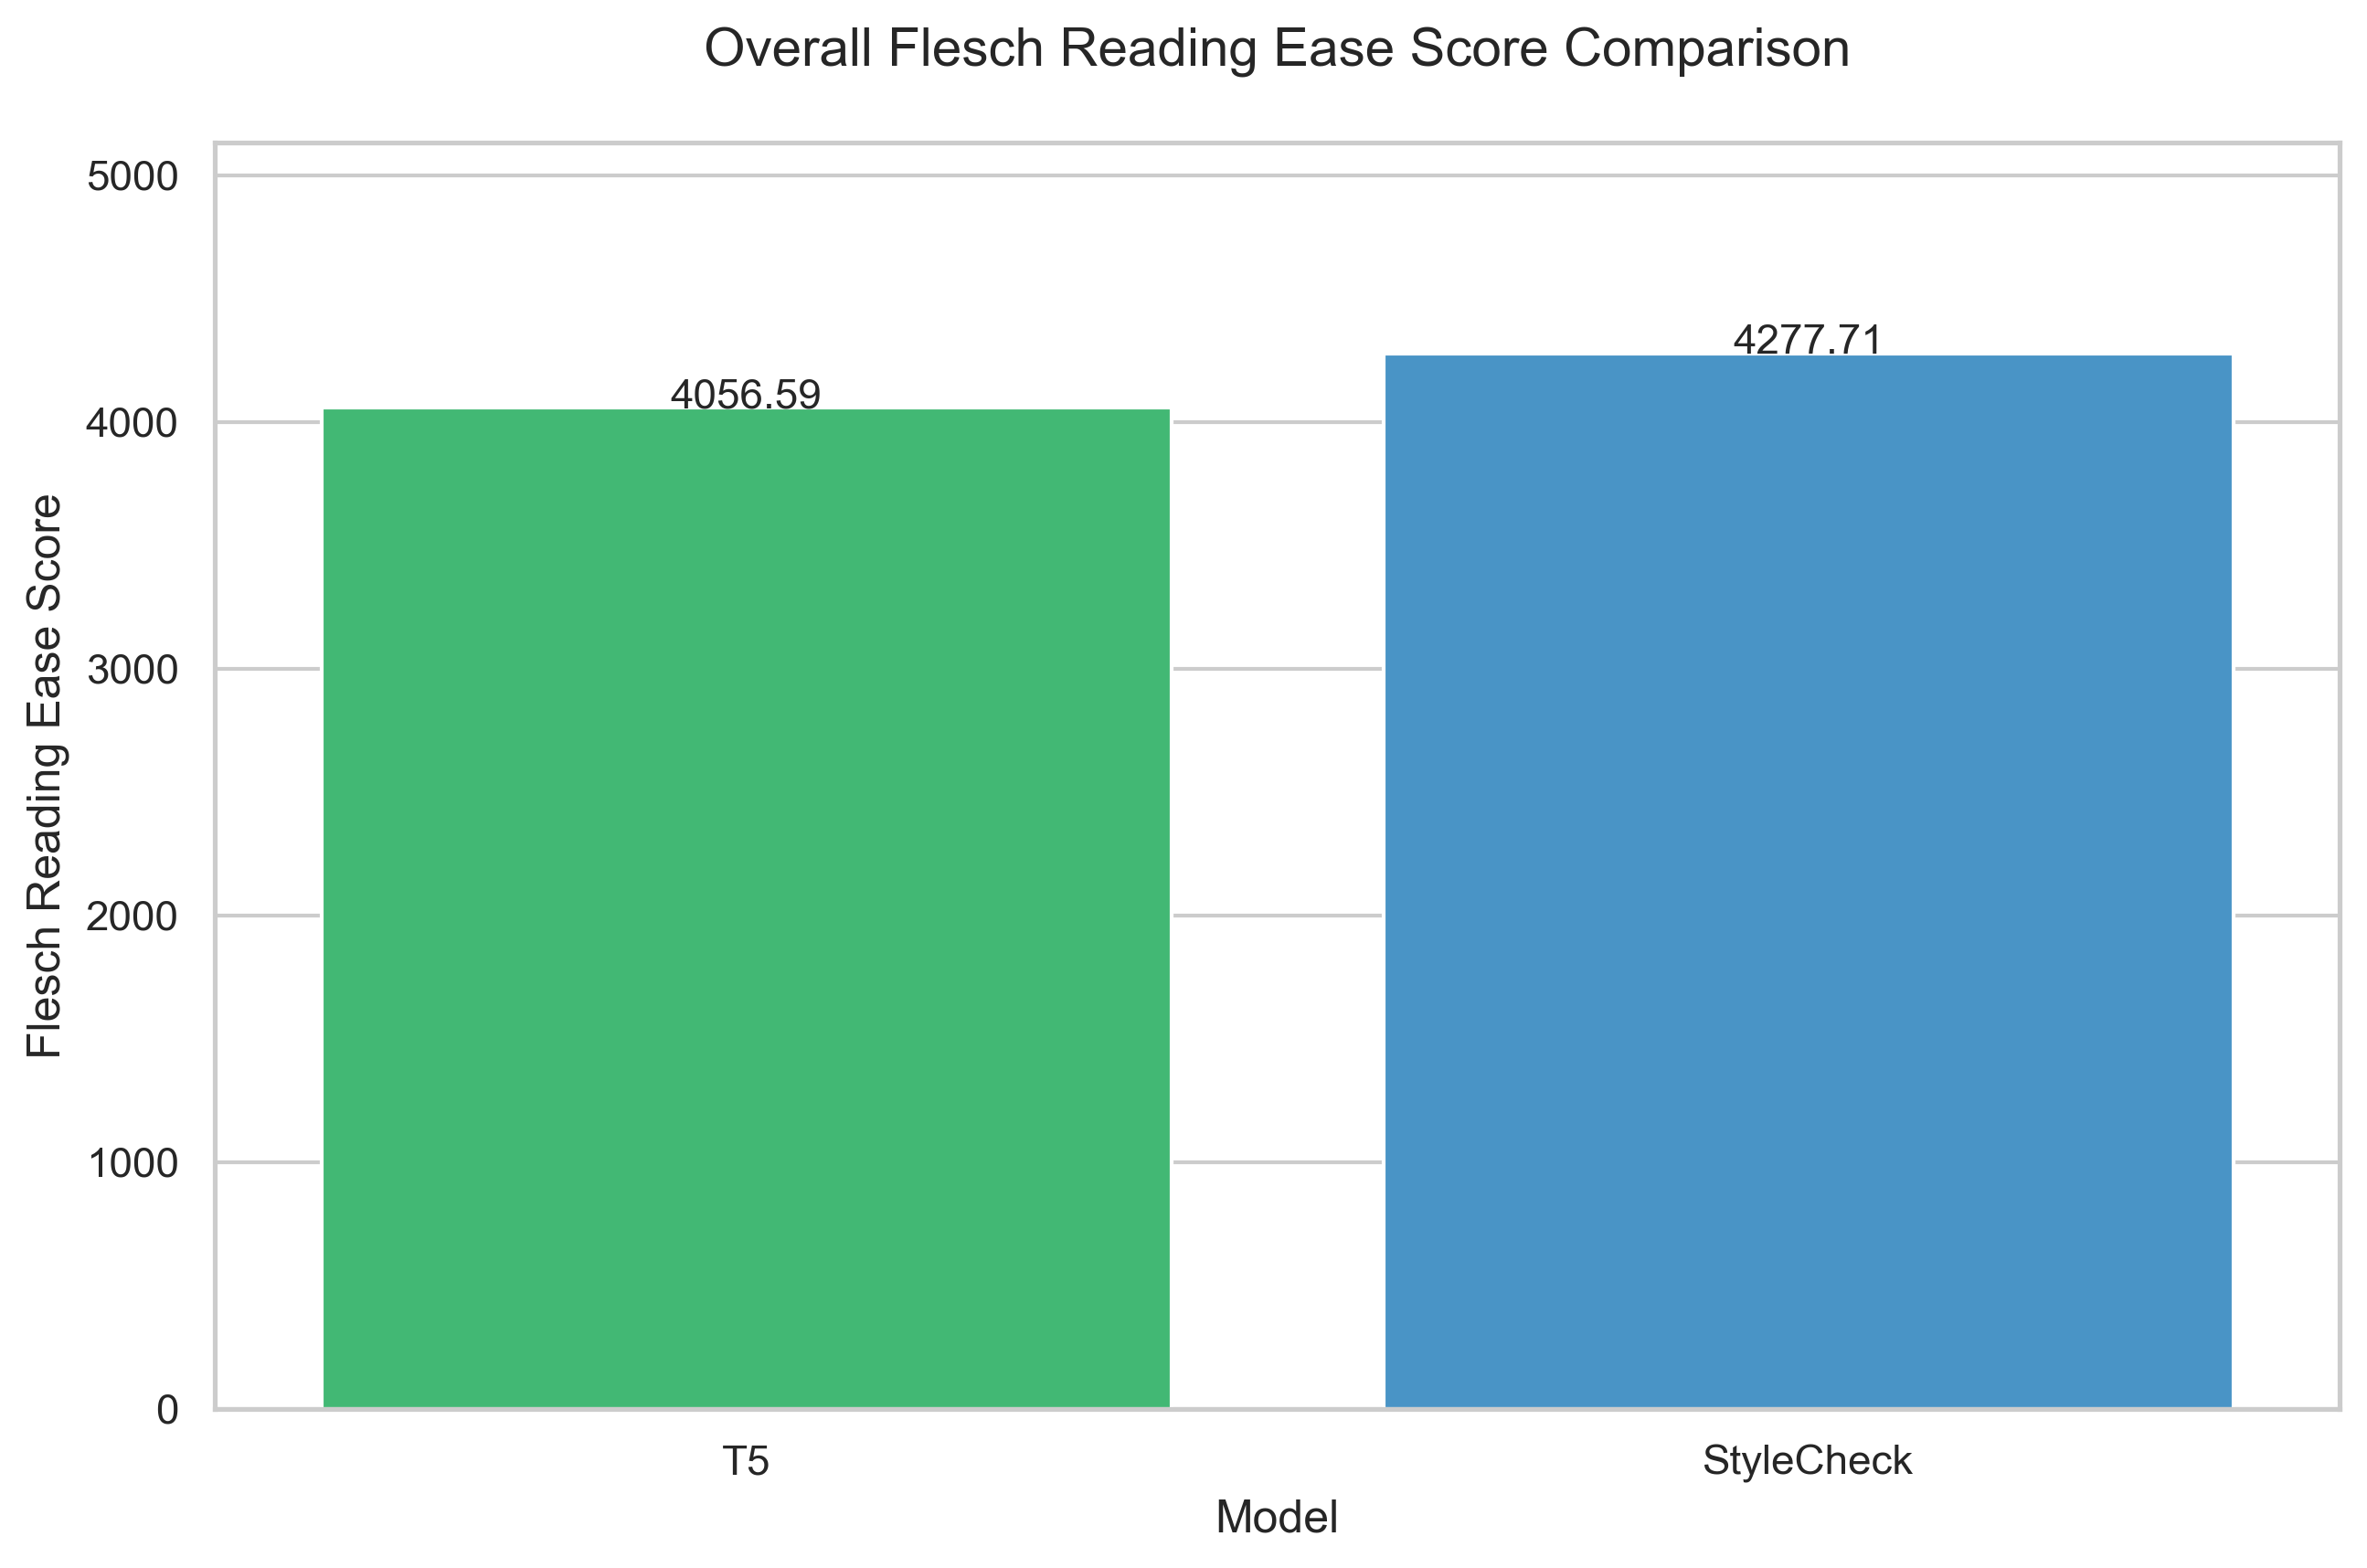 Overall Flesch Reading Ease Score Comparison
5000
4000
3000
2000
1000
0
Flesch Reading Ease Score
4056.59
4277.71
T5
StyleCheck
Model